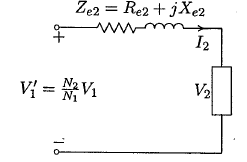 Z_{e2} = R_{e2} + jX_{e2}
+
I_2
V'_1 = \frac{N_2}{N_1} V_1
V_2
−